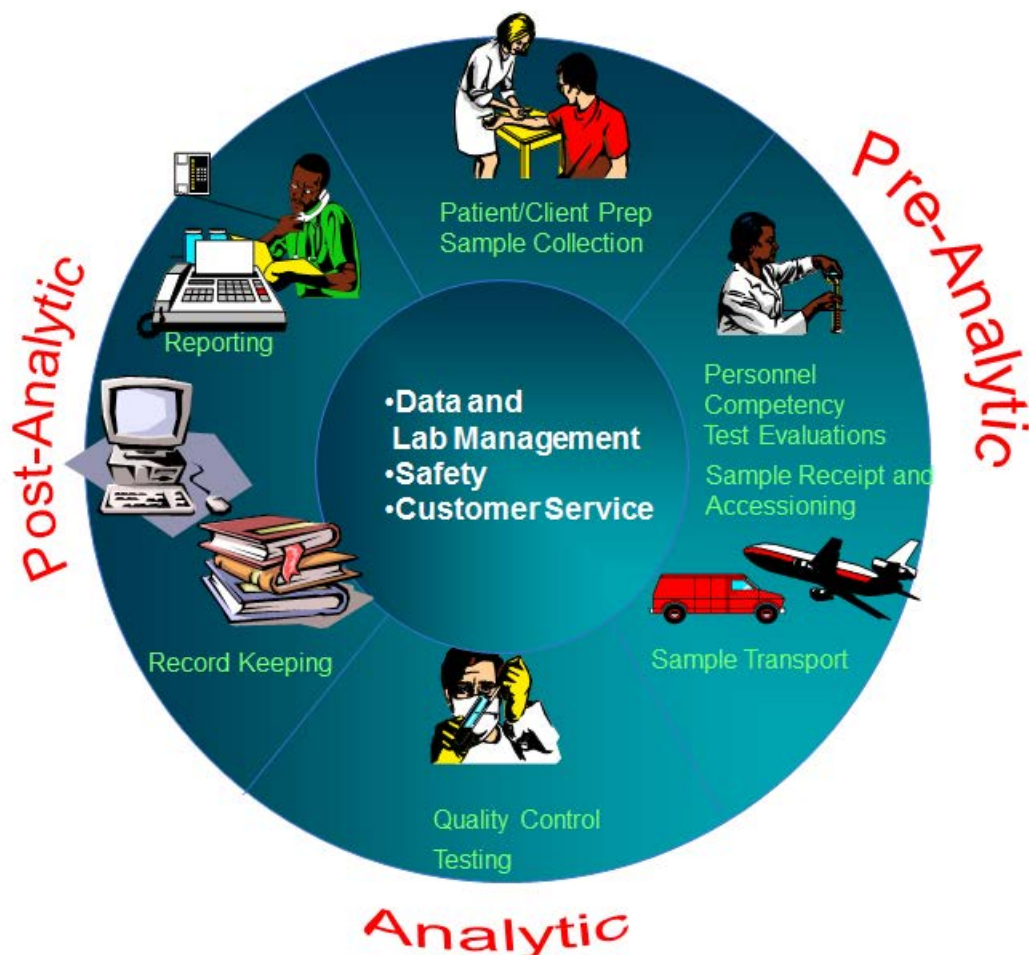 Patient/Client Prep
Sample Collection
Pre-Analytic
Personnel
Competency
Test Evaluations
Sample Receipt and
Accessioning
Sample Transport
Quality Control
Testing
Analytic
Record Keeping
Reporting
Post-Analytic
•Data and
Lab Management
•Safety
•Customer Service